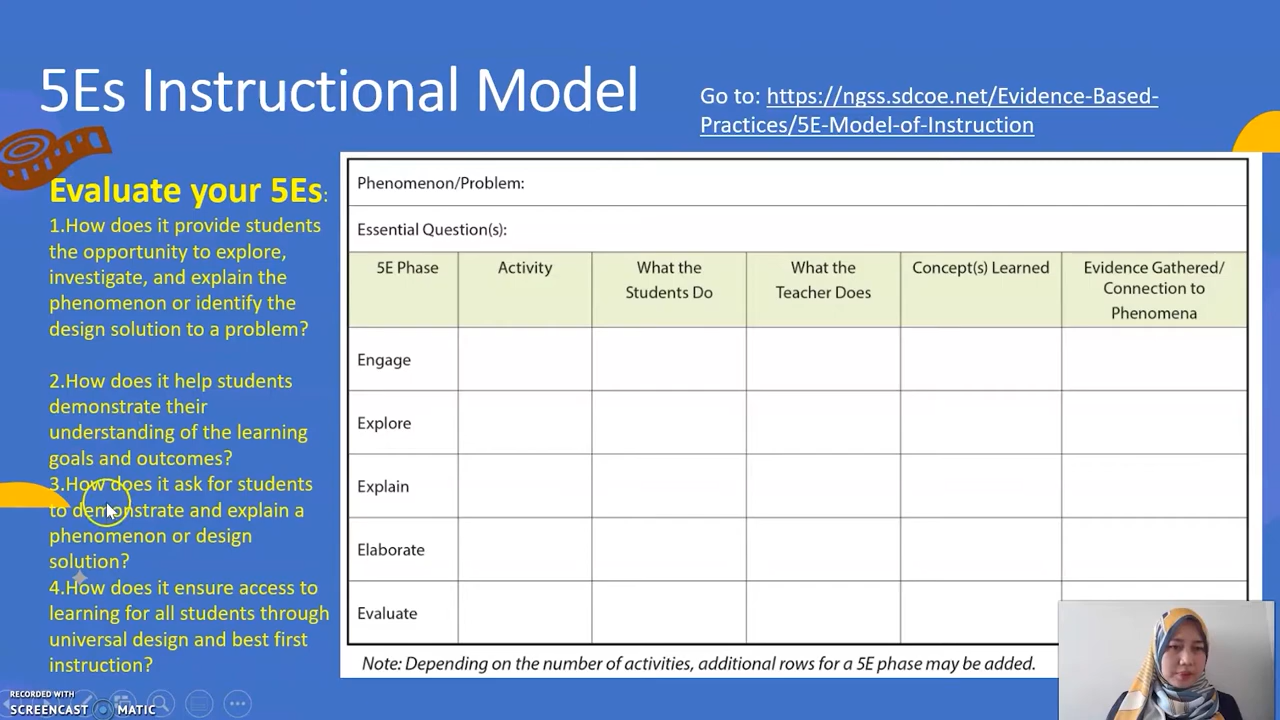 5Es Instructional Model
Go to: https://ngss.sdcoe.net/Evidence-Based-
Practices/5E-Model-of-Instruction
Evaluate your 5Es:
1.How does it provide students
the opportunity to explore,
investigate, and explain the
phenomenon or identify the
design solution to a problem?
2.How does it help students
demonstrate their
understanding of the learning
goals and outcomes?
3.How does it ask for students
to demonstrate and explain a
phenomenon or design
solution?
4.How does it ensure access to
learning for all students through
universal design and best first
instruction?
Phenomenon/Problem:
Essential Question(s):
5E Phase
Activity
What the
Students Do
What the
Teacher Does
Concept(s) Learned
Evidence Gathered/
Connection to
Phenomena
Engage
Explore
Explain
Elaborate
Evaluate
Note: Depending on the number of activities, additional rows for a 5E phase may be added.
RECORDED WITH
SCREENCAST MATIC